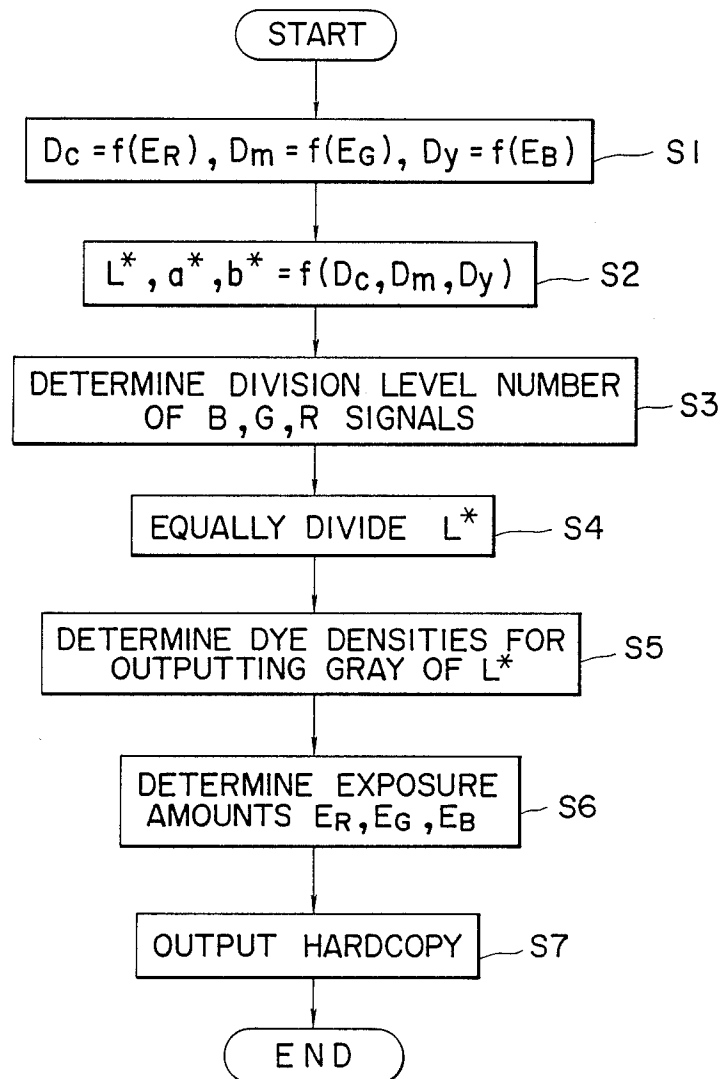 START
Dc = f(ER), Dm = f(EG), Dy = f(EB)
S1
L*, a*, b* = f(Dc, Dm, Dy)
S2
DETERMINE DIVISION LEVEL NUMBER
OF B, G, R SIGNALS
S3
EQUALLY DIVIDE L*
S4
DETERMINE DYE DENSITIES FOR
OUTPUTTING GRAY OF L*
S5
DETERMINE EXPOSURE
AMOUNTS ER, EG, EB
S6
OUTPUT HARDCOPY
S7
END